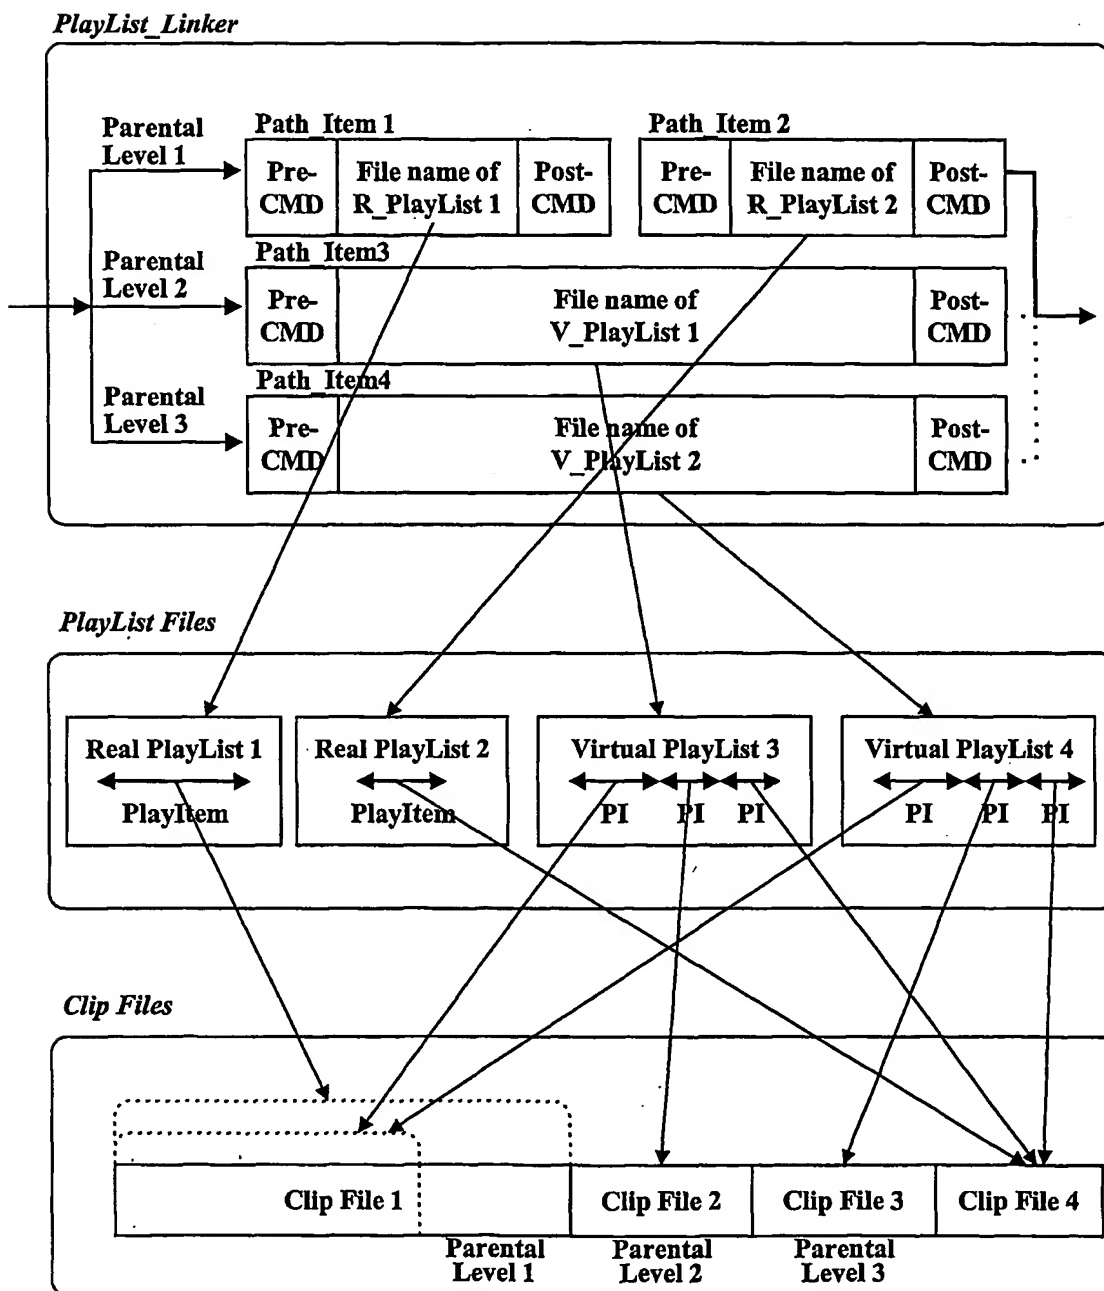 PlayList_Linker
Parental
Level 1
Path_Item 1
Pre-
CMD
File name of
R_PlayList 1
Post-
CMD
Path_Item 2
Pre-
CMD
File name of
R_PlayList 2
Post-
CMD
Parental
Level 2
Path_Item3
Pre-
CMD
File name of
V_PlayList 1
Post-
CMD
Parental
Level 3
Path_Item4
Pre-
CMD
File name of
V_PlayList 2
Post-
CMD
PlayList Files
Real PlayList 1
PlayItem
Real PlayList 2
PlayItem
Virtual PlayList 3
PI PI PI
Virtual PlayList 4
PI PI PI
Clip Files
Clip File 1
Clip File 2
Clip File 3
Clip File 4
Parental
Level 1
Parental
Level 2
Parental
Level 3